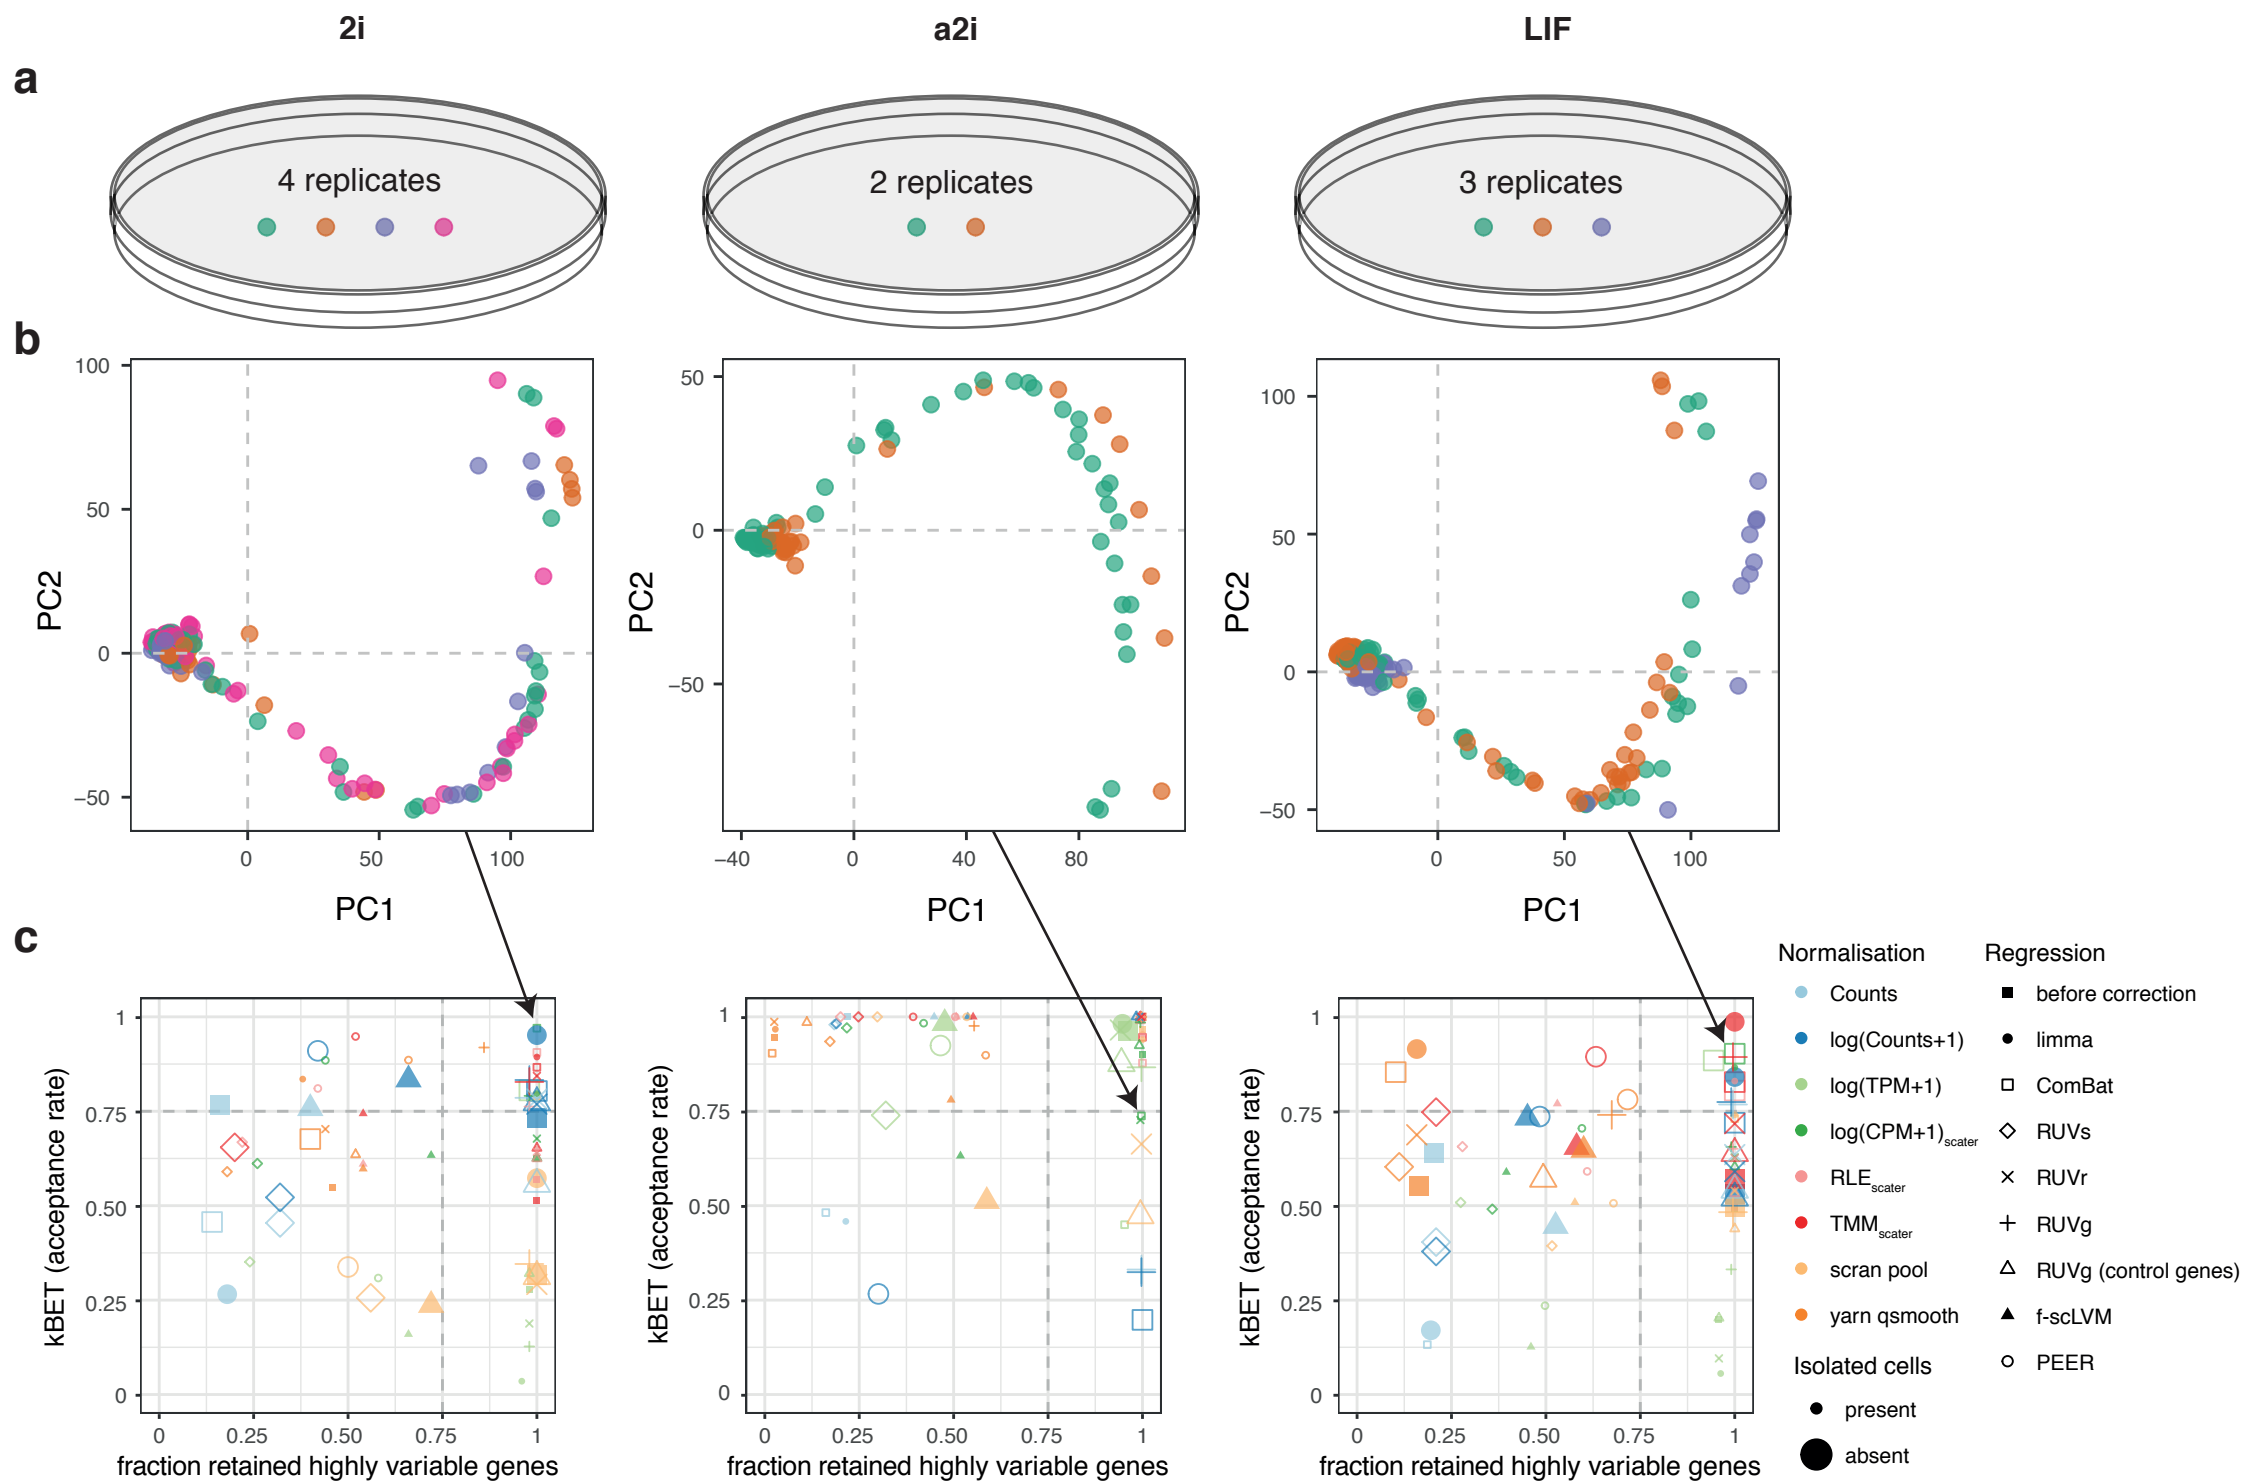 2i a2i LIF
a
4 replicates 2 replicates 3 replicates
b
100
50
0
−50
PC2
0 50 100
PC1
50
0
−50
PC2
−40 0 40 80
PC1
100
50
0
−50
PC2
0 50 100
PC1
c
1
0.75
0.50
0.25
0
kBET (acceptance rate)
0 0.25 0.50 0.75 1
fraction retained highly variable genes
1
0.75
0.50
0.25
0
kBET (acceptance rate)
0 0.25 0.50 0.75 1
fraction retained highly variable genes
1
0.75
0.50
0.25
0
kBET (acceptance rate)
0 0.25 0.50 0.75 1
fraction retained highly variable genes
Normalisation
Counts
log(Counts+1)
log(TPM+1)
log(CPM+1)scater
RLEscater
TMMscater
scran pool
yarn qsmooth
Isolated cells
present
absent
Regression
before correction
limma
ComBat
RUVs
RUVr
RUVg
RUVg (control genes)
f-scLVM
PEER